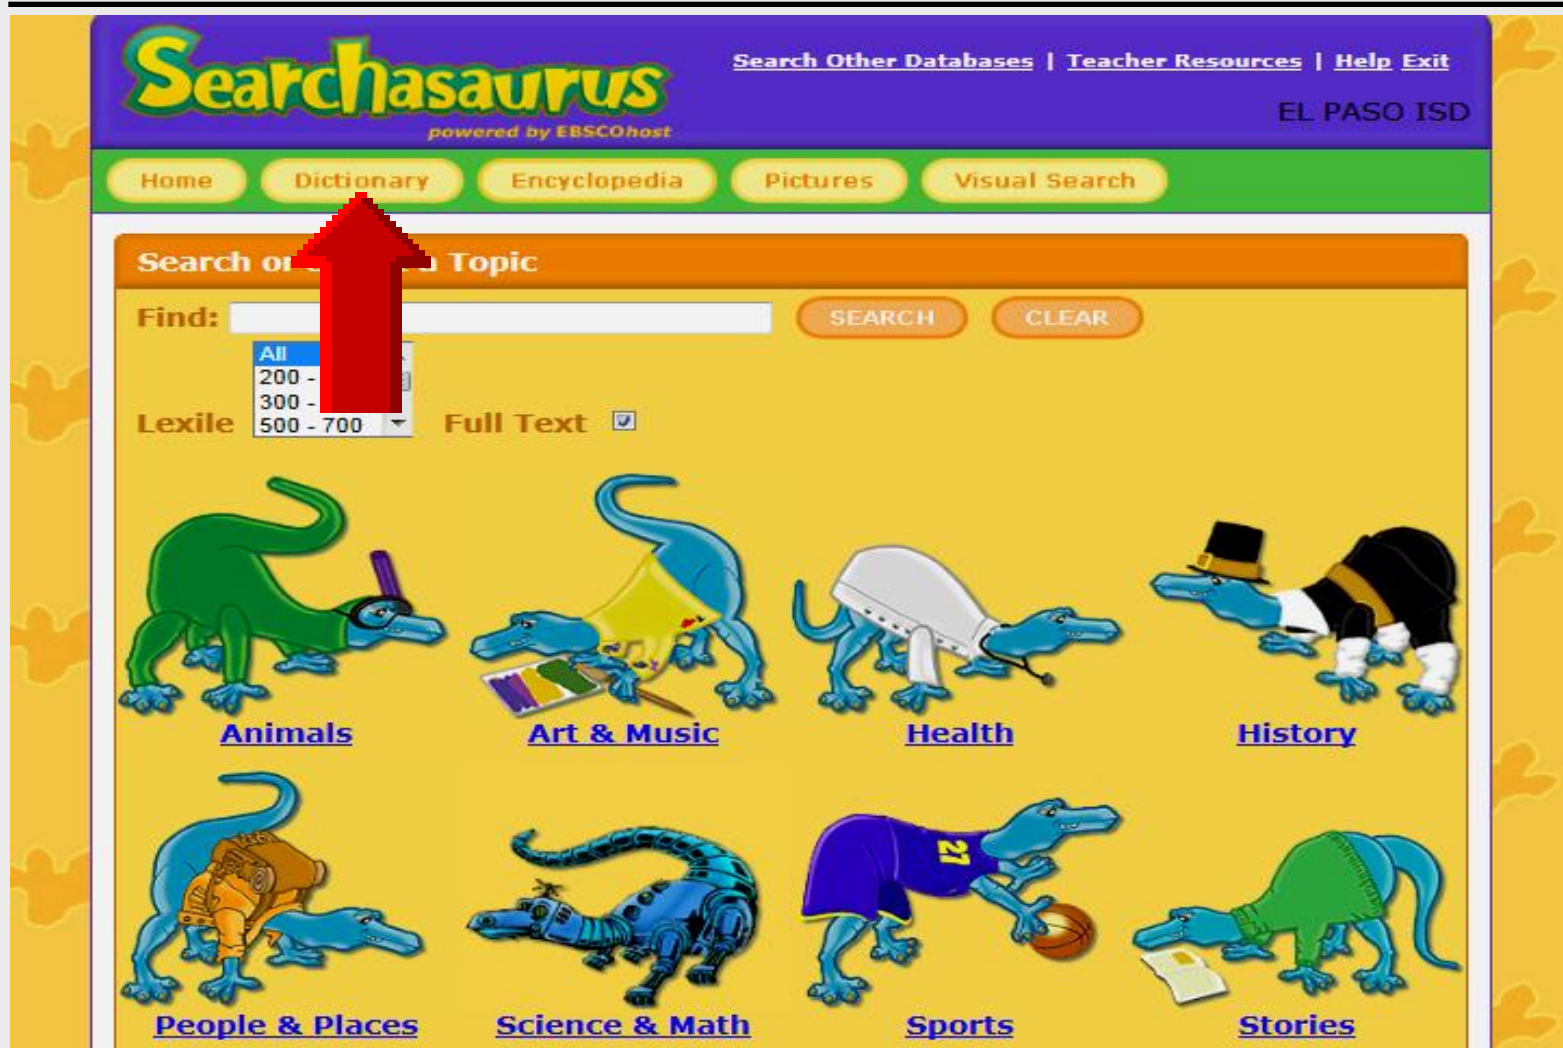 Searchasaurus
powered by EBSCOhost
Search Other Databases | Teacher Resources | Help Exit
EL PASO ISD
Home Dictionary Encyclopedia Pictures Visual Search
Search or a Topic
Find: SEARCH CLEAR
All
200 -
300 -
500 - 700
Lexile Full Text
27
Animals Art & Music Health History
People & Places Science & Math Sports Stories